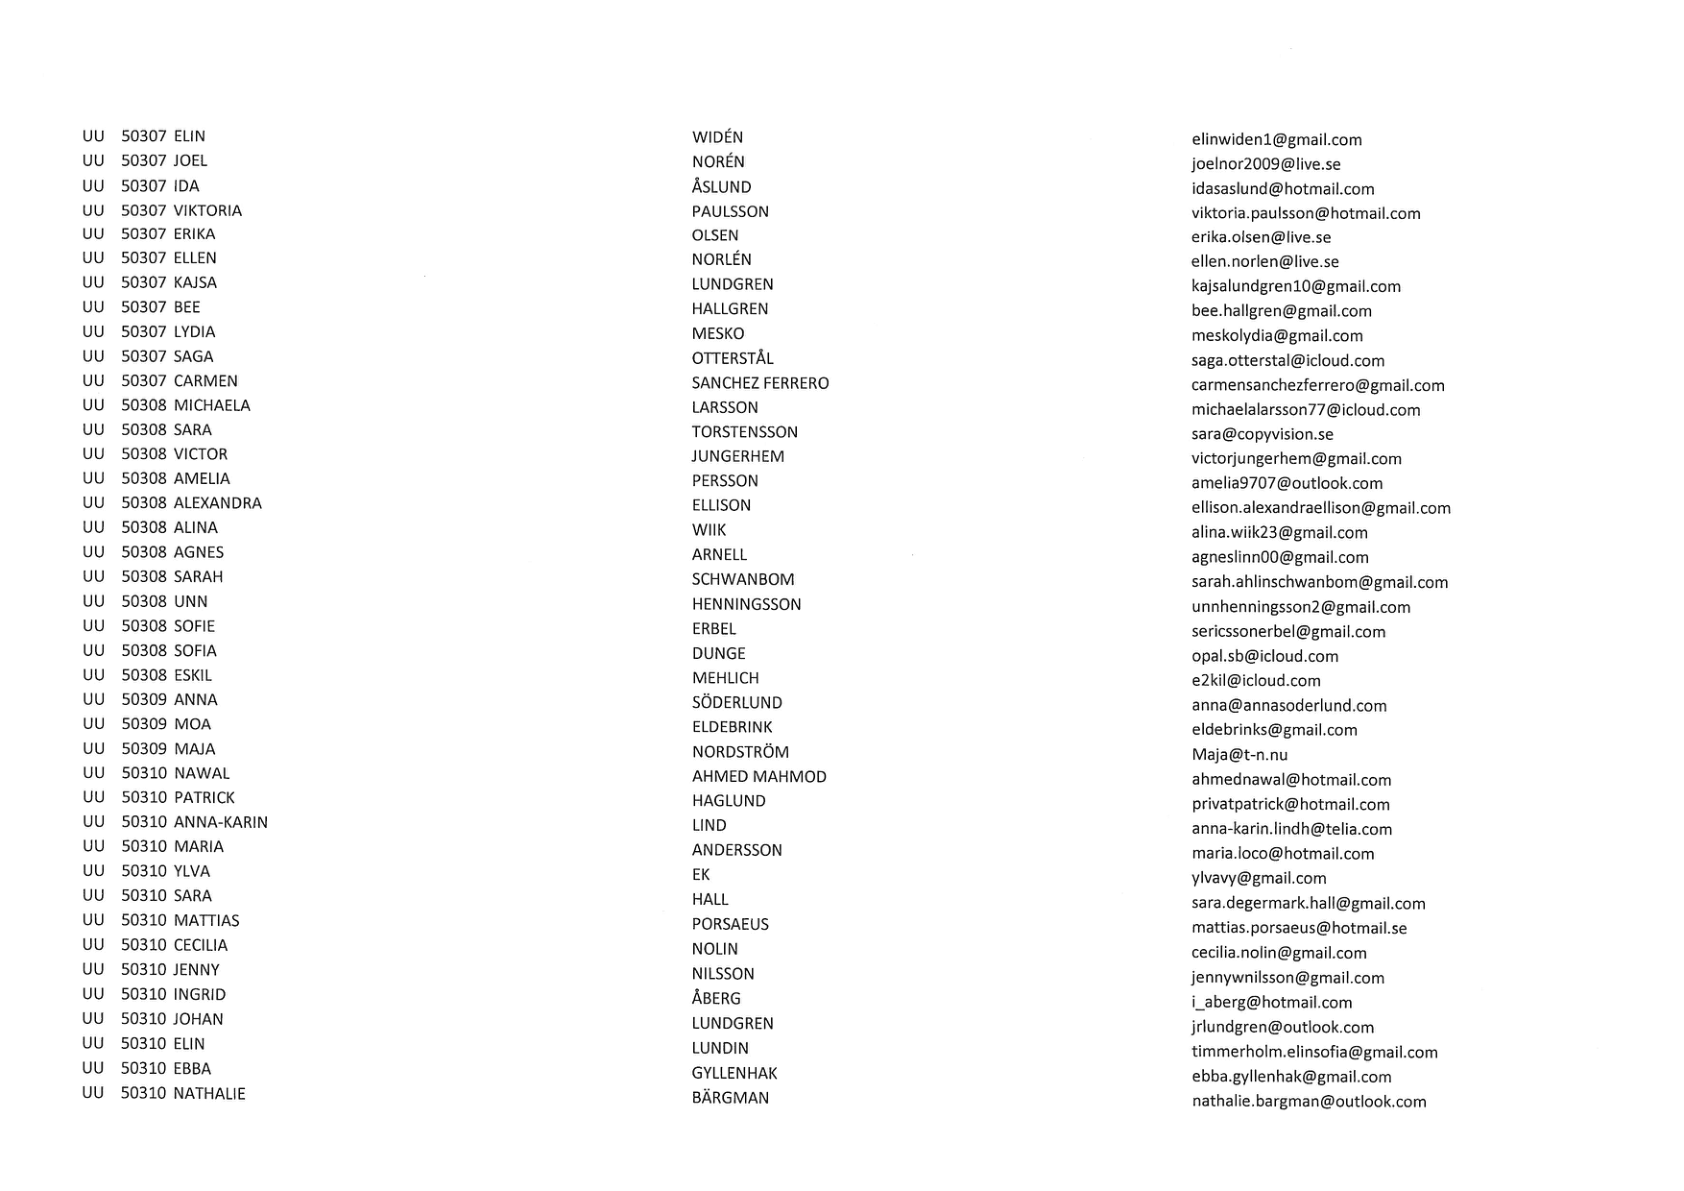 UU 50307 ELIN WIDÉN elinwiden1@gmail.com
UU 50307 JOEL NORÉN joelnor2009@live.se
UU 50307 IDA ÅSLUND idasaslund@hotmail.com
UU 50307 VIKTORIA PAULSSON viktoria.paulsson@hotmail.com
UU 50307 ERIKA OLSEN erika.olsen@live.se
UU 50307 ELLEN NORLÉN ellen.norlen@live.se
UU 50307 KAJSA LUNDGREN kajsalundgren10@gmail.com
UU 50307 BEE HALLGREN bee.hallgren@gmail.com
UU 50307 LYDIA MESKO meskolydia@gmail.com
UU 50307 SAGA OTTERSTÅL saga.otterstal@icloud.com
UU 50307 CARMEN SANCHEZ FERRERO carmensanchezferrero@gmail.com
UU 50308 MICHAELA LARSSON michaelalarsson77@icloud.com
UU 50308 SARA TORSTENSSON sara@copyvision.se
UU 50308 VICTOR JUNGERHEM victorjungerhem@gmail.com
UU 50308 AMELIA PERSSON amelia9707@outlook.com
UU 50308 ALEXANDRA ELLISON ellison.alexandraellison@gmail.com
UU 50308 ALINA WIIK alina.wiik23@gmail.com
UU 50308 AGNES ARNELL agneslinn00@gmail.com
UU 50308 SARAH SCHWANBOM sarah.ahlinschwanbom@gmail.com
UU 50308 UNN HENNINGSSON unnhenningsson2@gmail.com
UU 50308 SOFIE ERBEL sericssonerbel@gmail.com
UU 50308 SOFIA DUNGE opal.sb@icloud.com
UU 50308 ESKIL MEHLICH e2kil@icloud.com
UU 50309 ANNA SÖDERLUND anna@annasoderlund.com
UU 50309 MOA ELDEBRINK eldebrinks@gmail.com
UU 50309 MAJA NORDSTRÖM Maja@t-n.nu
UU 50310 NAWAL AHMED MAHMOD ahmednawal@hotmail.com
UU 50310 PATRICK HAGLUND privatpatrick@hotmail.com
UU 50310 ANNA-KARIN LIND anna-karin.lindh@telia.com
UU 50310 MARIA ANDERSSON maria.loco@hotmail.com
UU 50310 YLVA EK ylvavy@gmail.com
UU 50310 SARA HALL sara.degermark.hall@gmail.com
UU 50310 MATTIAS PORSAEUS mattias.porsaeus@hotmail.se
UU 50310 CECILIA NOLIN cecilia.nolin@gmail.com
UU 50310 JENNY NILSSON jennywnilsson@gmail.com
UU 50310 INGRID ÅBERG i_aberg@hotmail.com
UU 50310 JOHAN LUNDGREN jrlundgren@outlook.com
UU 50310 ELIN LUNDIN timmerholm.elinsofia@gmail.com
UU 50310 EBBA GYLLENHAK ebba.gyllenhak@gmail.com
UU 50310 NATHALIE BÄRGMAN nathalie.bargman@outlook.com